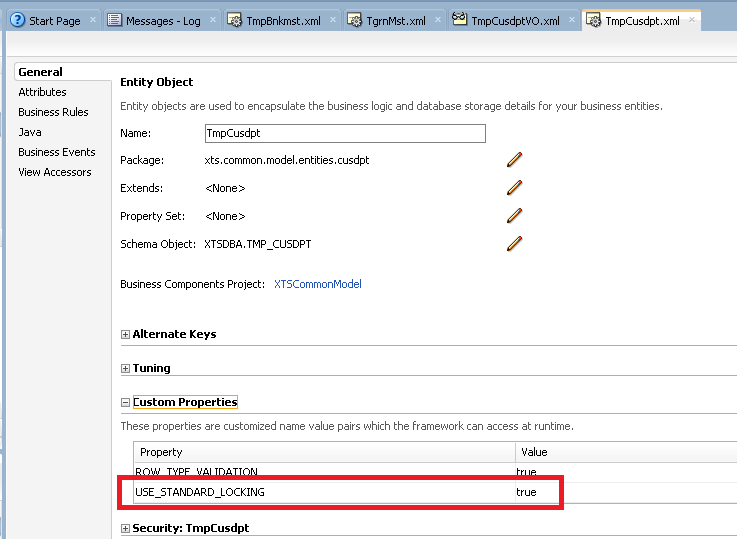 Start Page Messages - Log TmpBnkmst.xml TgrnMst.xml TmpCusdptVO.xml TmpCusdpt.xml
General
Attributes
Business Rules
Java
Business Events
View Accessors
Entity Object
Entity objects are used to encapsulate the business logic and database storage details for your business entities.
Name: TmpCusdpt
Package: xts.common.model.entities.cusdpt
Extends: <None>
Property Set: <None>
Schema Object: XTSDBA.TMP_CUSDPT
Business Components Project: XTSCommonModel
Alternate Keys
Tuning
Custom Properties
These properties are customized name value pairs which the framework can access at runtime.
Property Value
ROW_TYPE_VALIDATION true
USE_STANDARD_LOCKING true
Security: TmpCusdpt